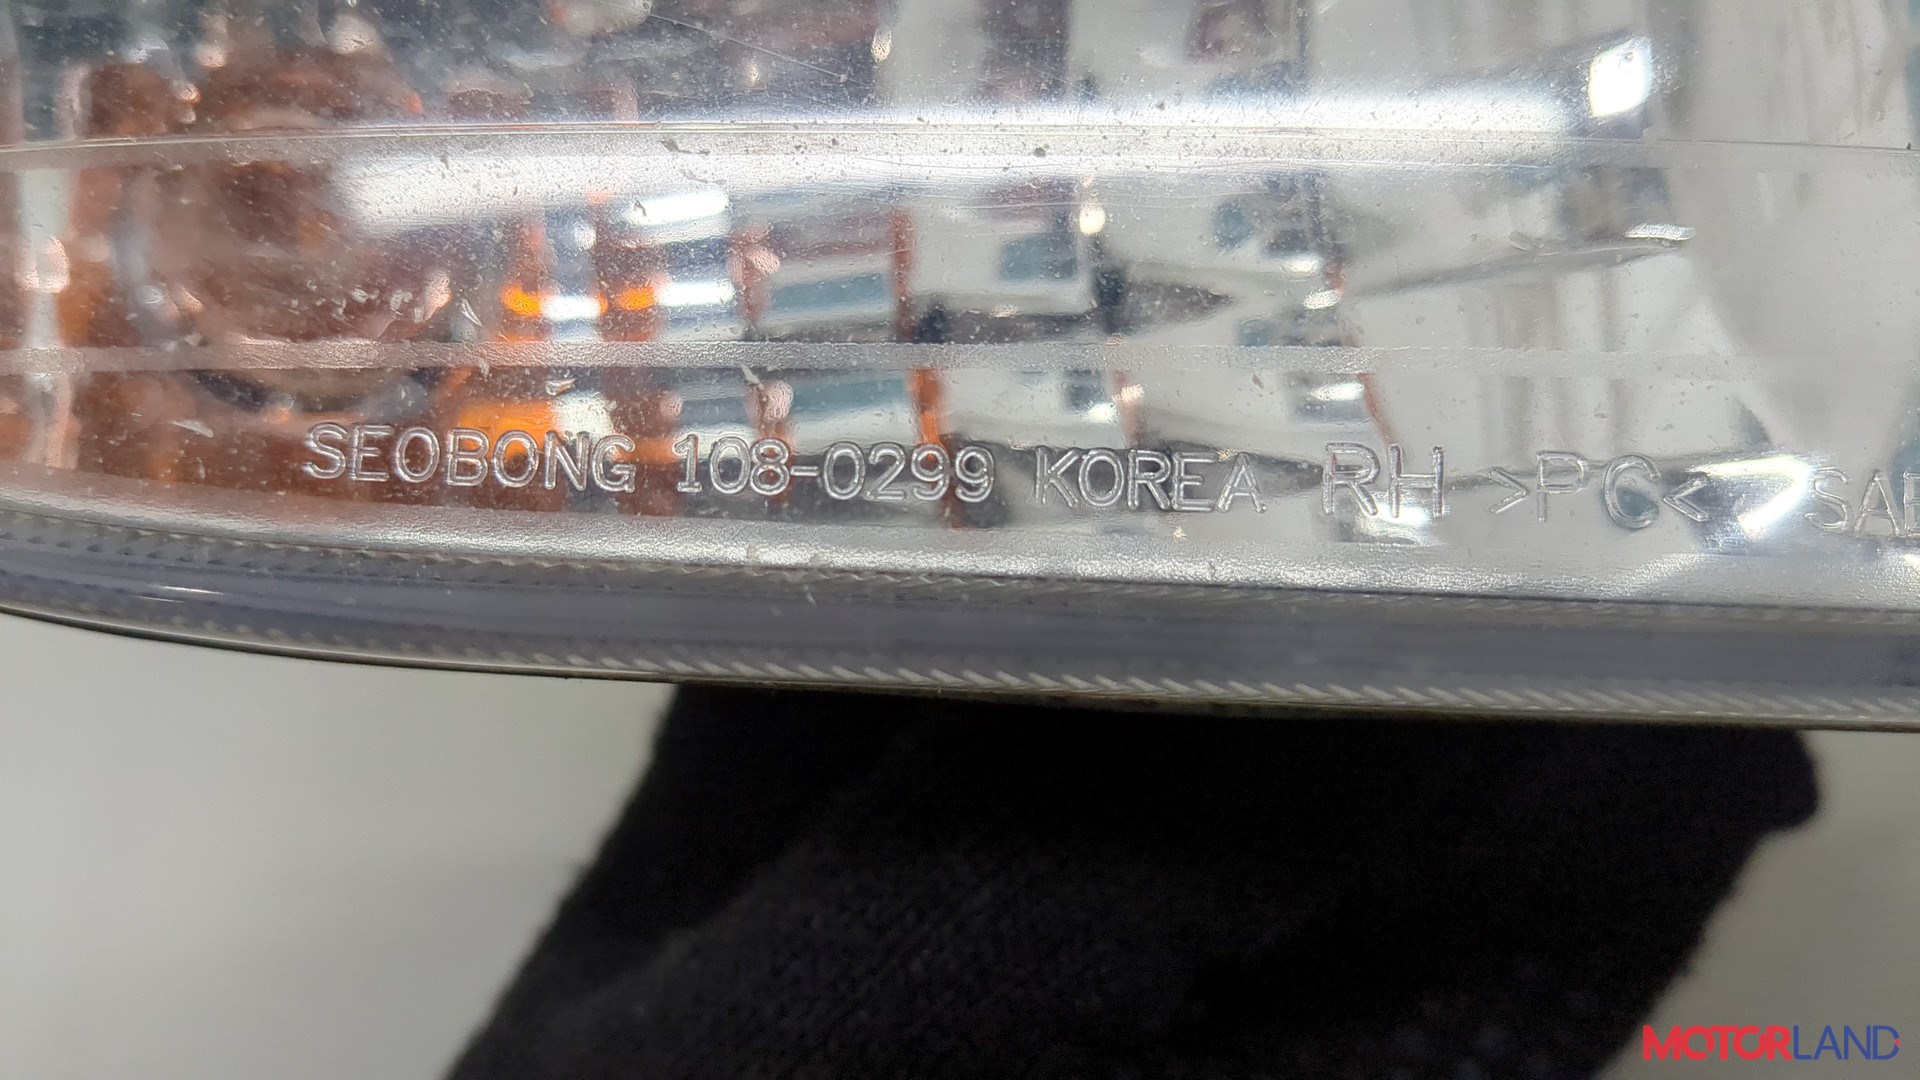 SEOBONG 108-0299 KOREA RH >PC<
MOTORLAND